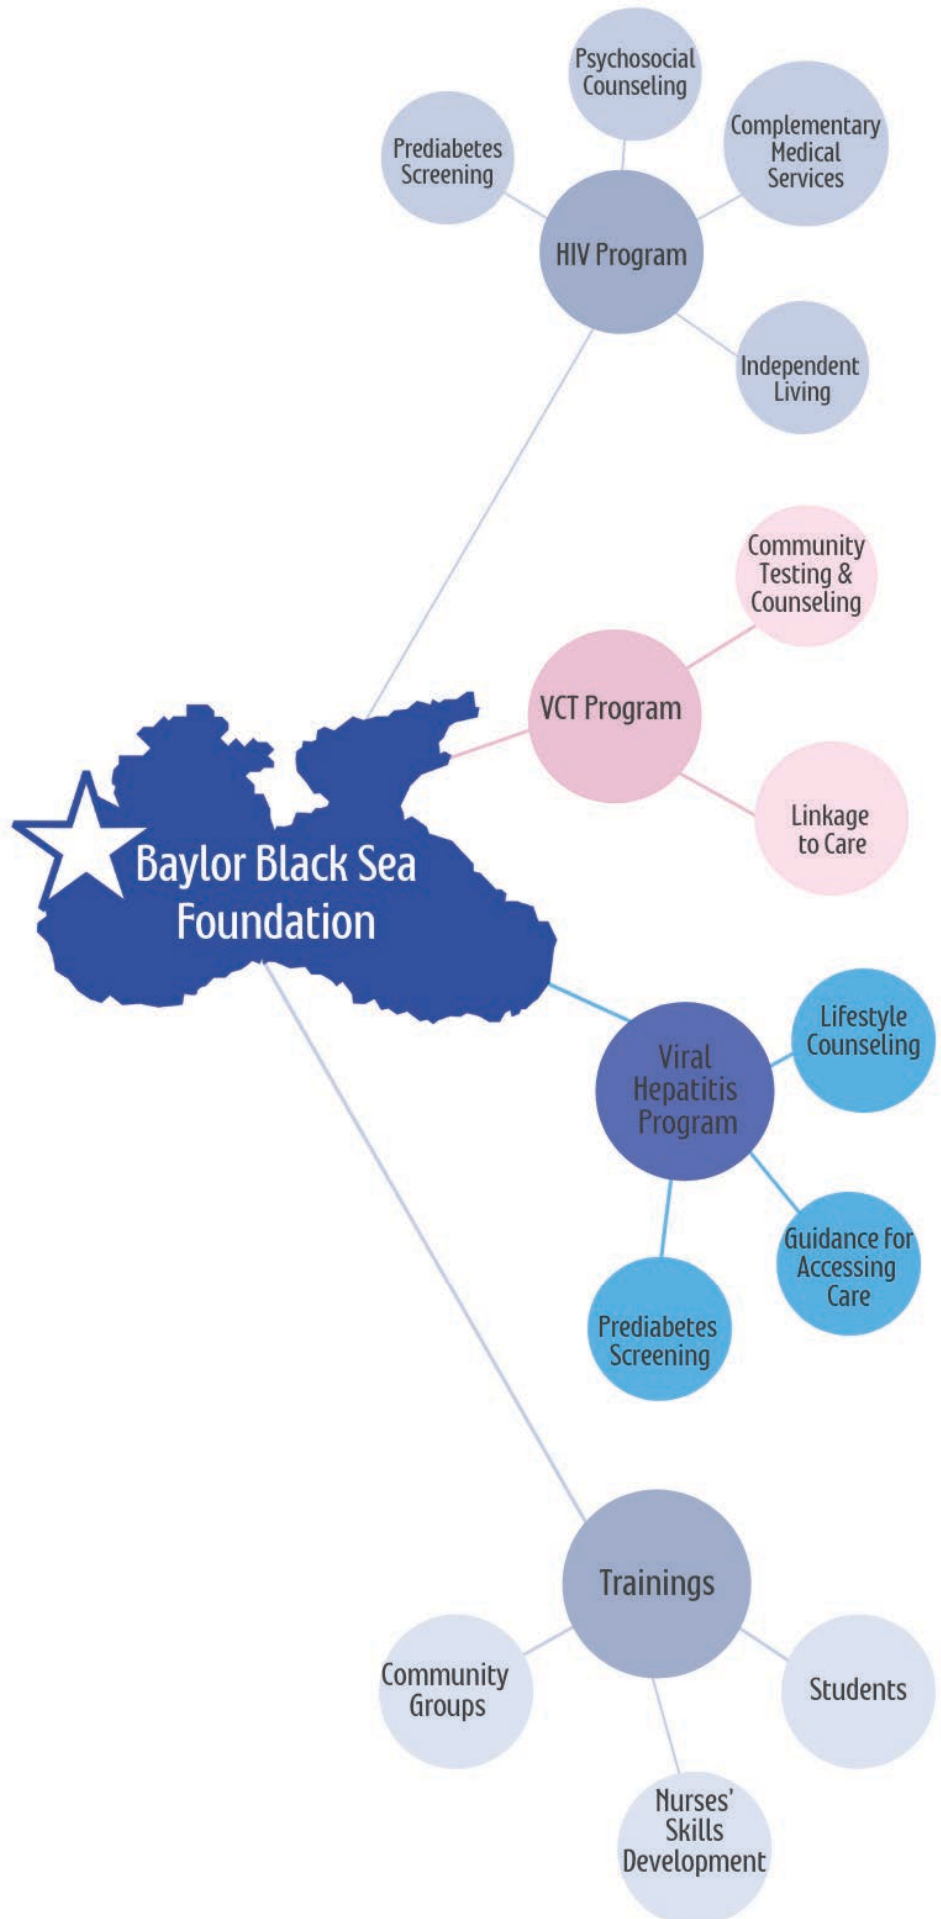 Psychosocial
Counseling
Prediabetes
Screening
Complementary
Medical
Services
HIV Program
Independent
Living
Community
Testing &
Counseling
VCT Program
Linkage
to Care
Baylor Black Sea
Foundation
Lifestyle
Counseling
Viral
Hepatitis
Program
Guidance for
Accessing
Care
Prediabetes
Screening
Trainings
Community
Groups
Students
Nurses'
Skills
Development